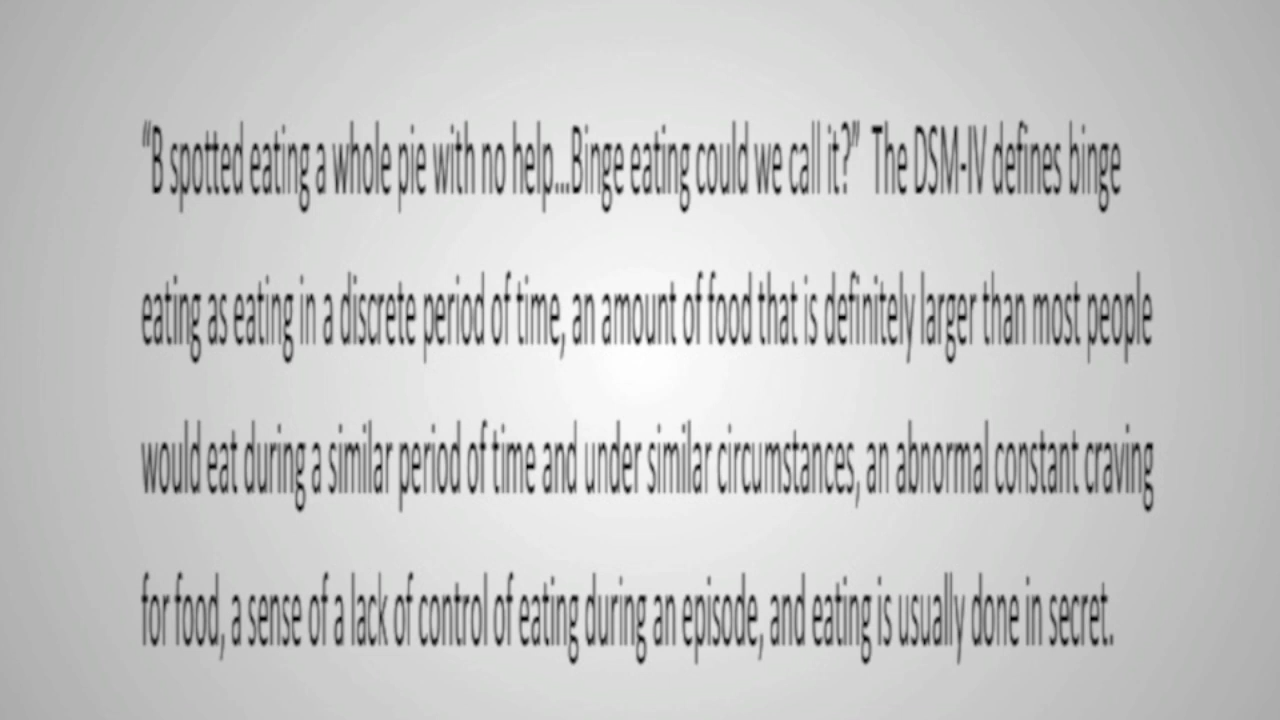 “B spotted eating a whole pie with no help...Binge eating could we call it?” The DSM-IV defines binge
eating as eating in a discrete period of time, an amount of food that is definitely larger than most people
would eat during a similar period of time and under similar circumstances, an abnormal constant craving
for food, a sense of a lack of control of eating during an episode, and eating is usually done in secret.